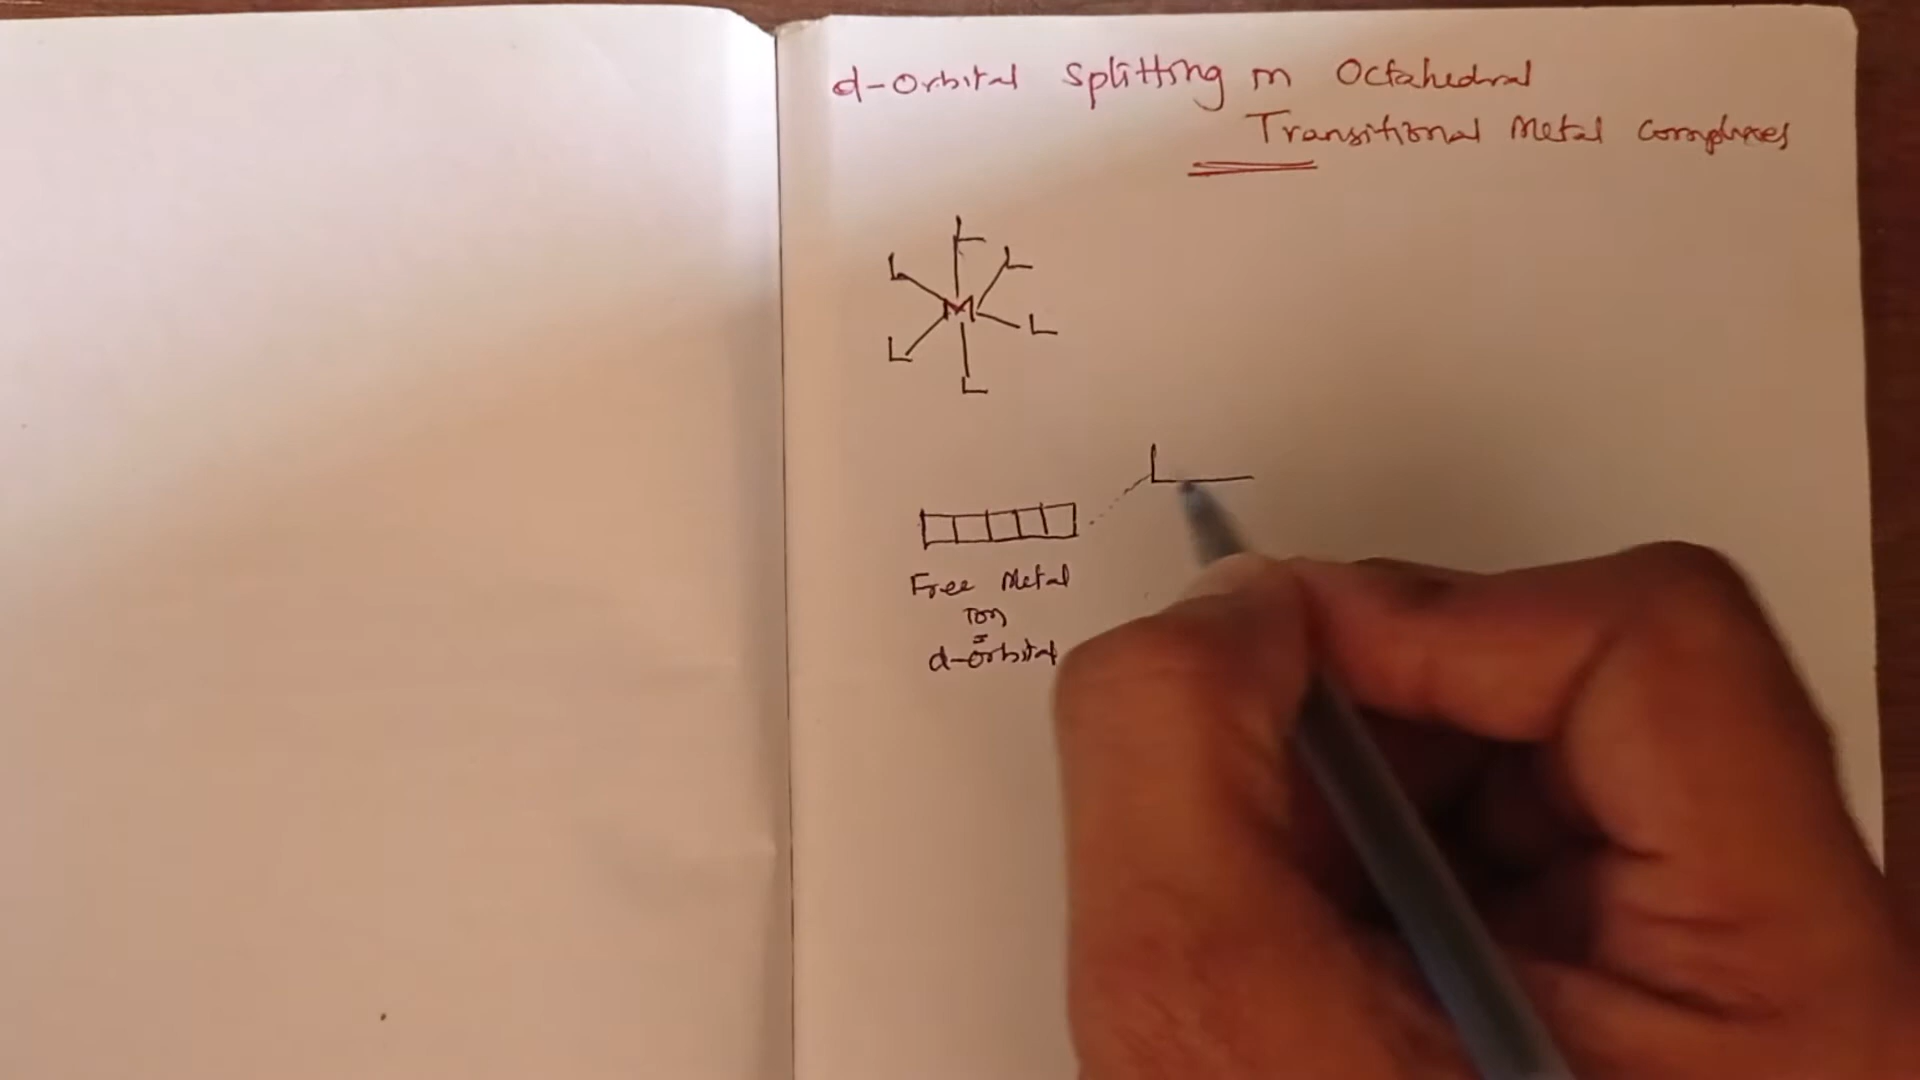 d-Orbital Splitting in Octahedral
Transitional Metal Complexes
L
L
L
M
L
L
L
Free Metal
Ion
d-orbital